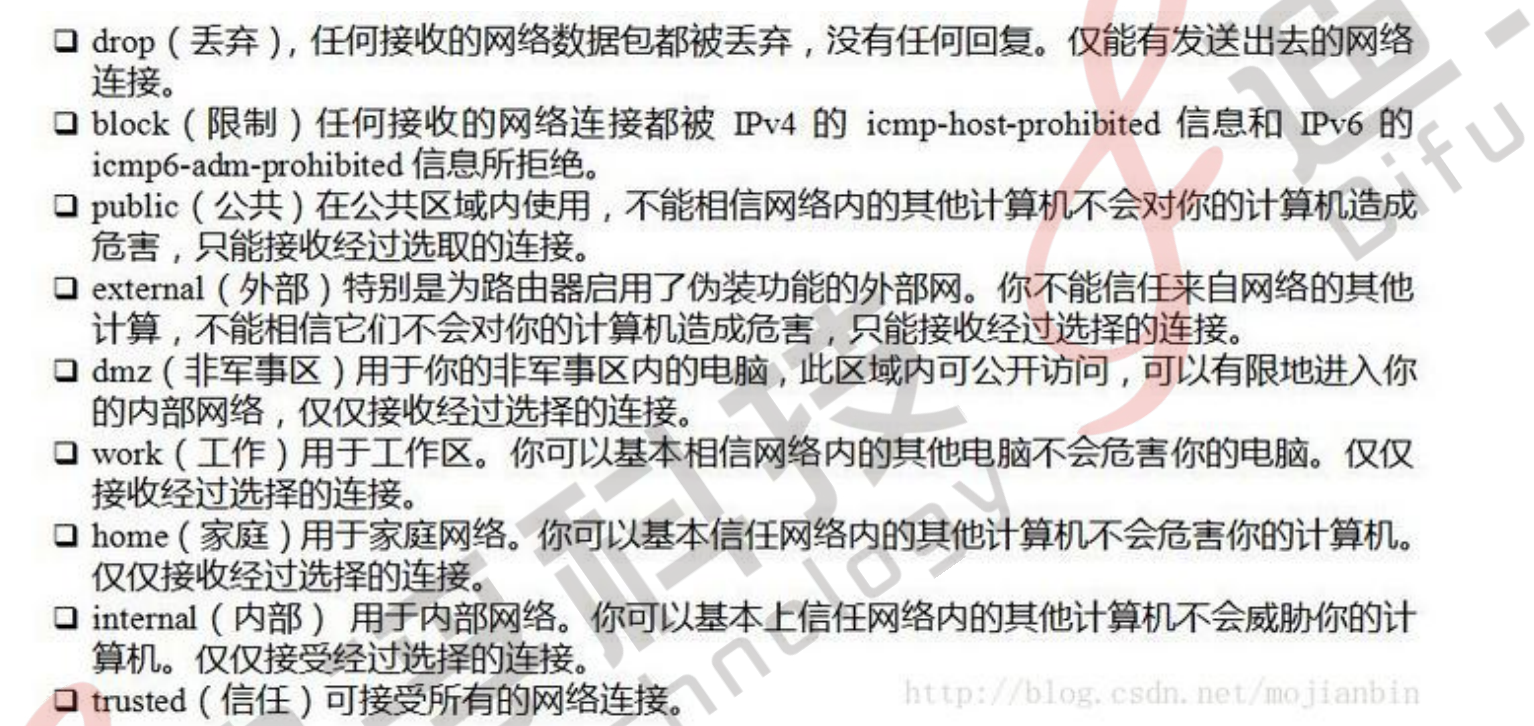 ❑ drop（丢弃）, 任何接收的网络数据包都被丢弃，没有任何回复。仅能有发送出去的网络
连接。
❑ block（限制）任何接收的网络连接都被 IPv4 的 icmp-host-prohibited 信息和 IPv6 的
icmp6-adm-prohibited 信息所拒绝。
❑ public（公共）在公共区域内使用，不能相信网络内的其他计算机不会对你的计算机造成
危害，只能接收经过选取的连接。
❑ external（外部）特别是为路由器启用了伪装功能的外部网。你不能信任来自网络的其他
计算，不能相信它们不会对你的计算机造成危害，只能接收经过选择的连接。
❑ dmz（非军事区）用于你的非军事区内的电脑，此区域内可公开访问，可以有限地进入你
的内部网络，仅仅接收经过选择的连接。
❑ work（工作）用于工作区。你可以基本相信网络内的其他电脑不会危害你的电脑。仅仅
接收经过选择的连接。
❑ home（家庭）用于家庭网络。你可以基本信任网络内的其他计算机不会危害你的计算机。
仅仅接收经过选择的连接。
❑ internal（内部） 用于内部网络。你可以基本上信任网络内的其他计算机不会威胁你的计
算机。仅仅接受经过选择的连接。
❑ trusted（信任）可接受所有的网络连接。
http://blog.csdn.net/mojianbin
科技
Difu